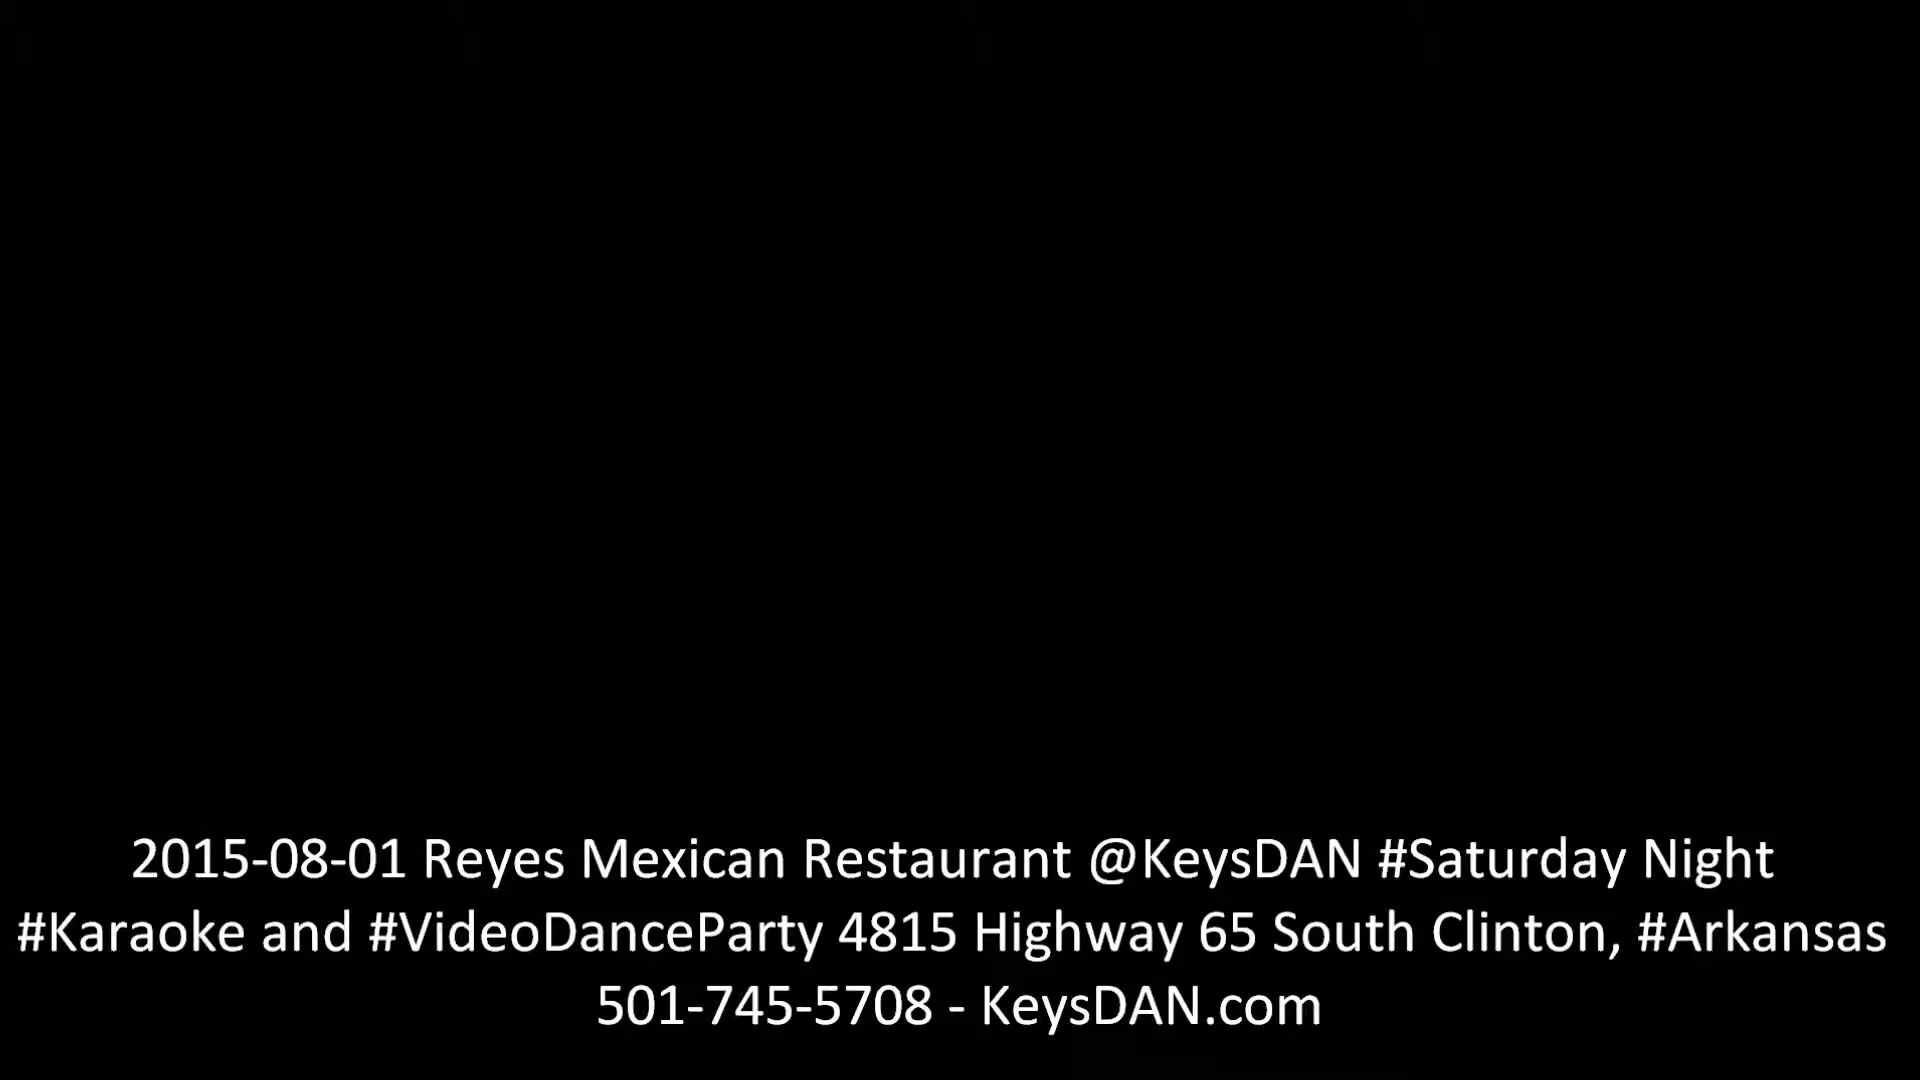 2015-08-01 Reyes Mexican Restaurant @KeysDAN #Saturday Night
#Karaoke and #VideoDanceParty 4815 Highway 65 South Clinton, #Arkansas
501-745-5708 - KeysDAN.com